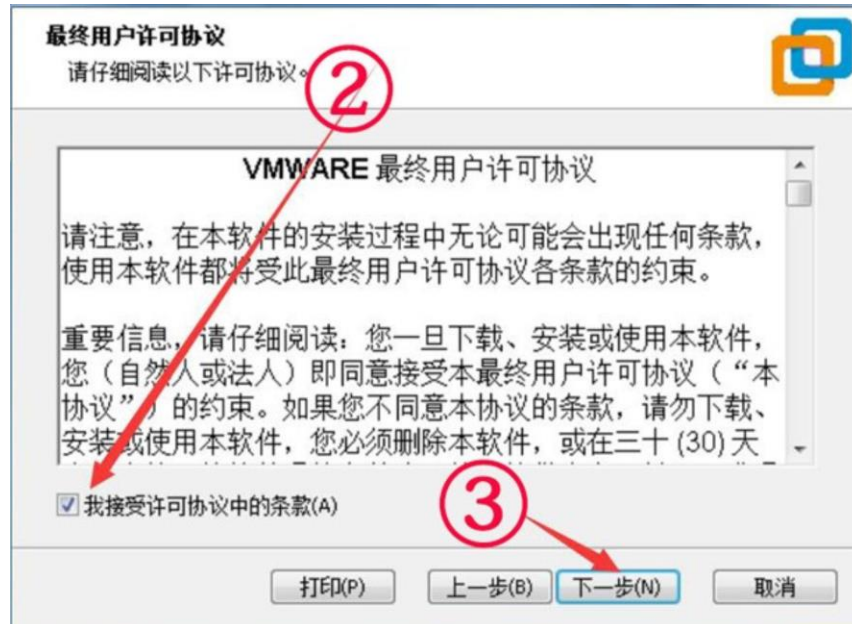 最终用户许可协议
请仔细阅读以下许可协议。
②
VMWARE 最终用户许可协议
请注意，在本软件的安装过程中无论可能会出现任何条款，
使用本软件都将受此最终用户许可协议各条款的约束。
重要信息，请仔细阅读：您一旦下载、安装或使用本软件，
您（自然人或法人）即同意接受本最终用户许可协议（“本
协议”）的约束。如果您不同意本协议的条款，请勿下载、
安装或使用本软件，您必须删除本软件，或在三十 (30) 天
我接受许可协议中的条款(A)
③
打印(P)
上一步(B)
下一步(N)
取消